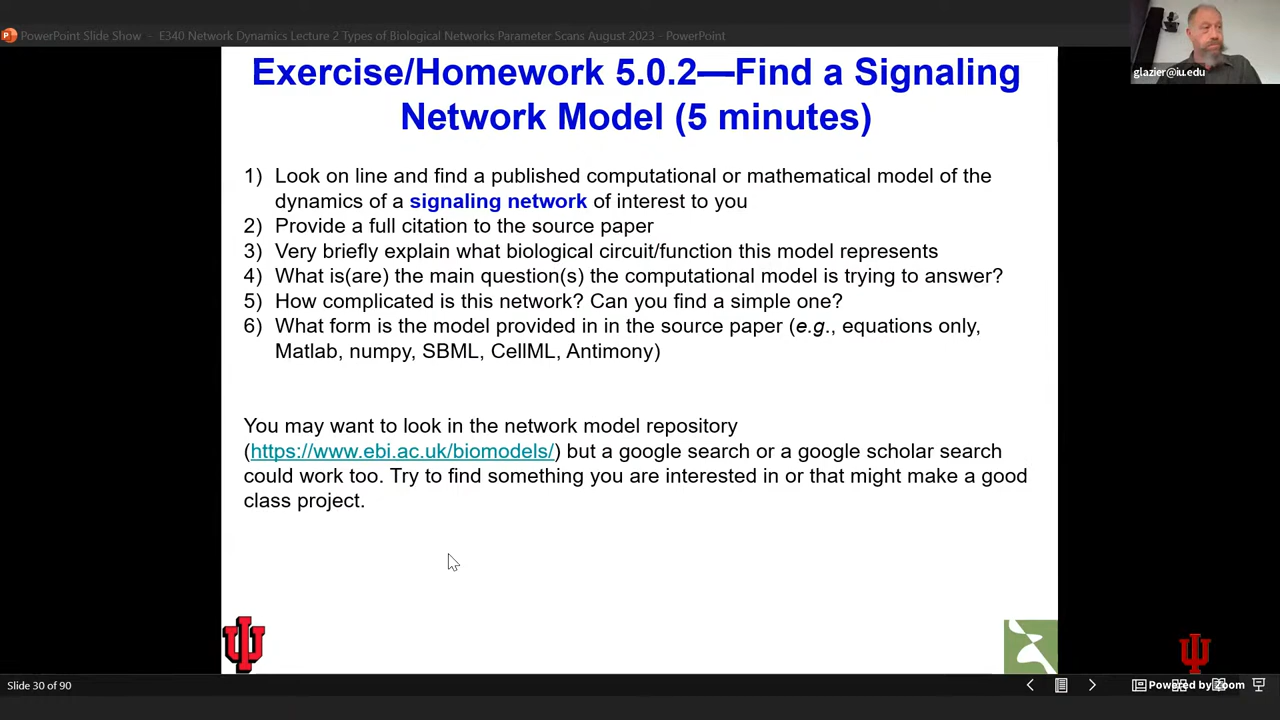 PowerPoint Slide Show - E340 Network Dynamics Lecture 2 Types of Biological Networks Parameter Scans August 2023 - PowerPoint
glazier@iu.edu
Exercise/Homework 5.0.2—Find a Signaling
Network Model (5 minutes)
1) Look on line and find a published computational or mathematical model of the
dynamics of a signaling network of interest to you
2) Provide a full citation to the source paper
3) Very briefly explain what biological circuit/function this model represents
4) What is(are) the main question(s) the computational model is trying to answer?
5) How complicated is this network? Can you find a simple one?
6) What form is the model provided in in the source paper (e.g., equations only,
Matlab, numpy, SBML, CellML, Antimony)
You may want to look in the network model repository
(https://www.ebi.ac.uk/biomodels/) but a google search or a google scholar search
could work too. Try to find something you are interested in or that might make a good
class project.
Slide 30 of 90
Powered by Zoom